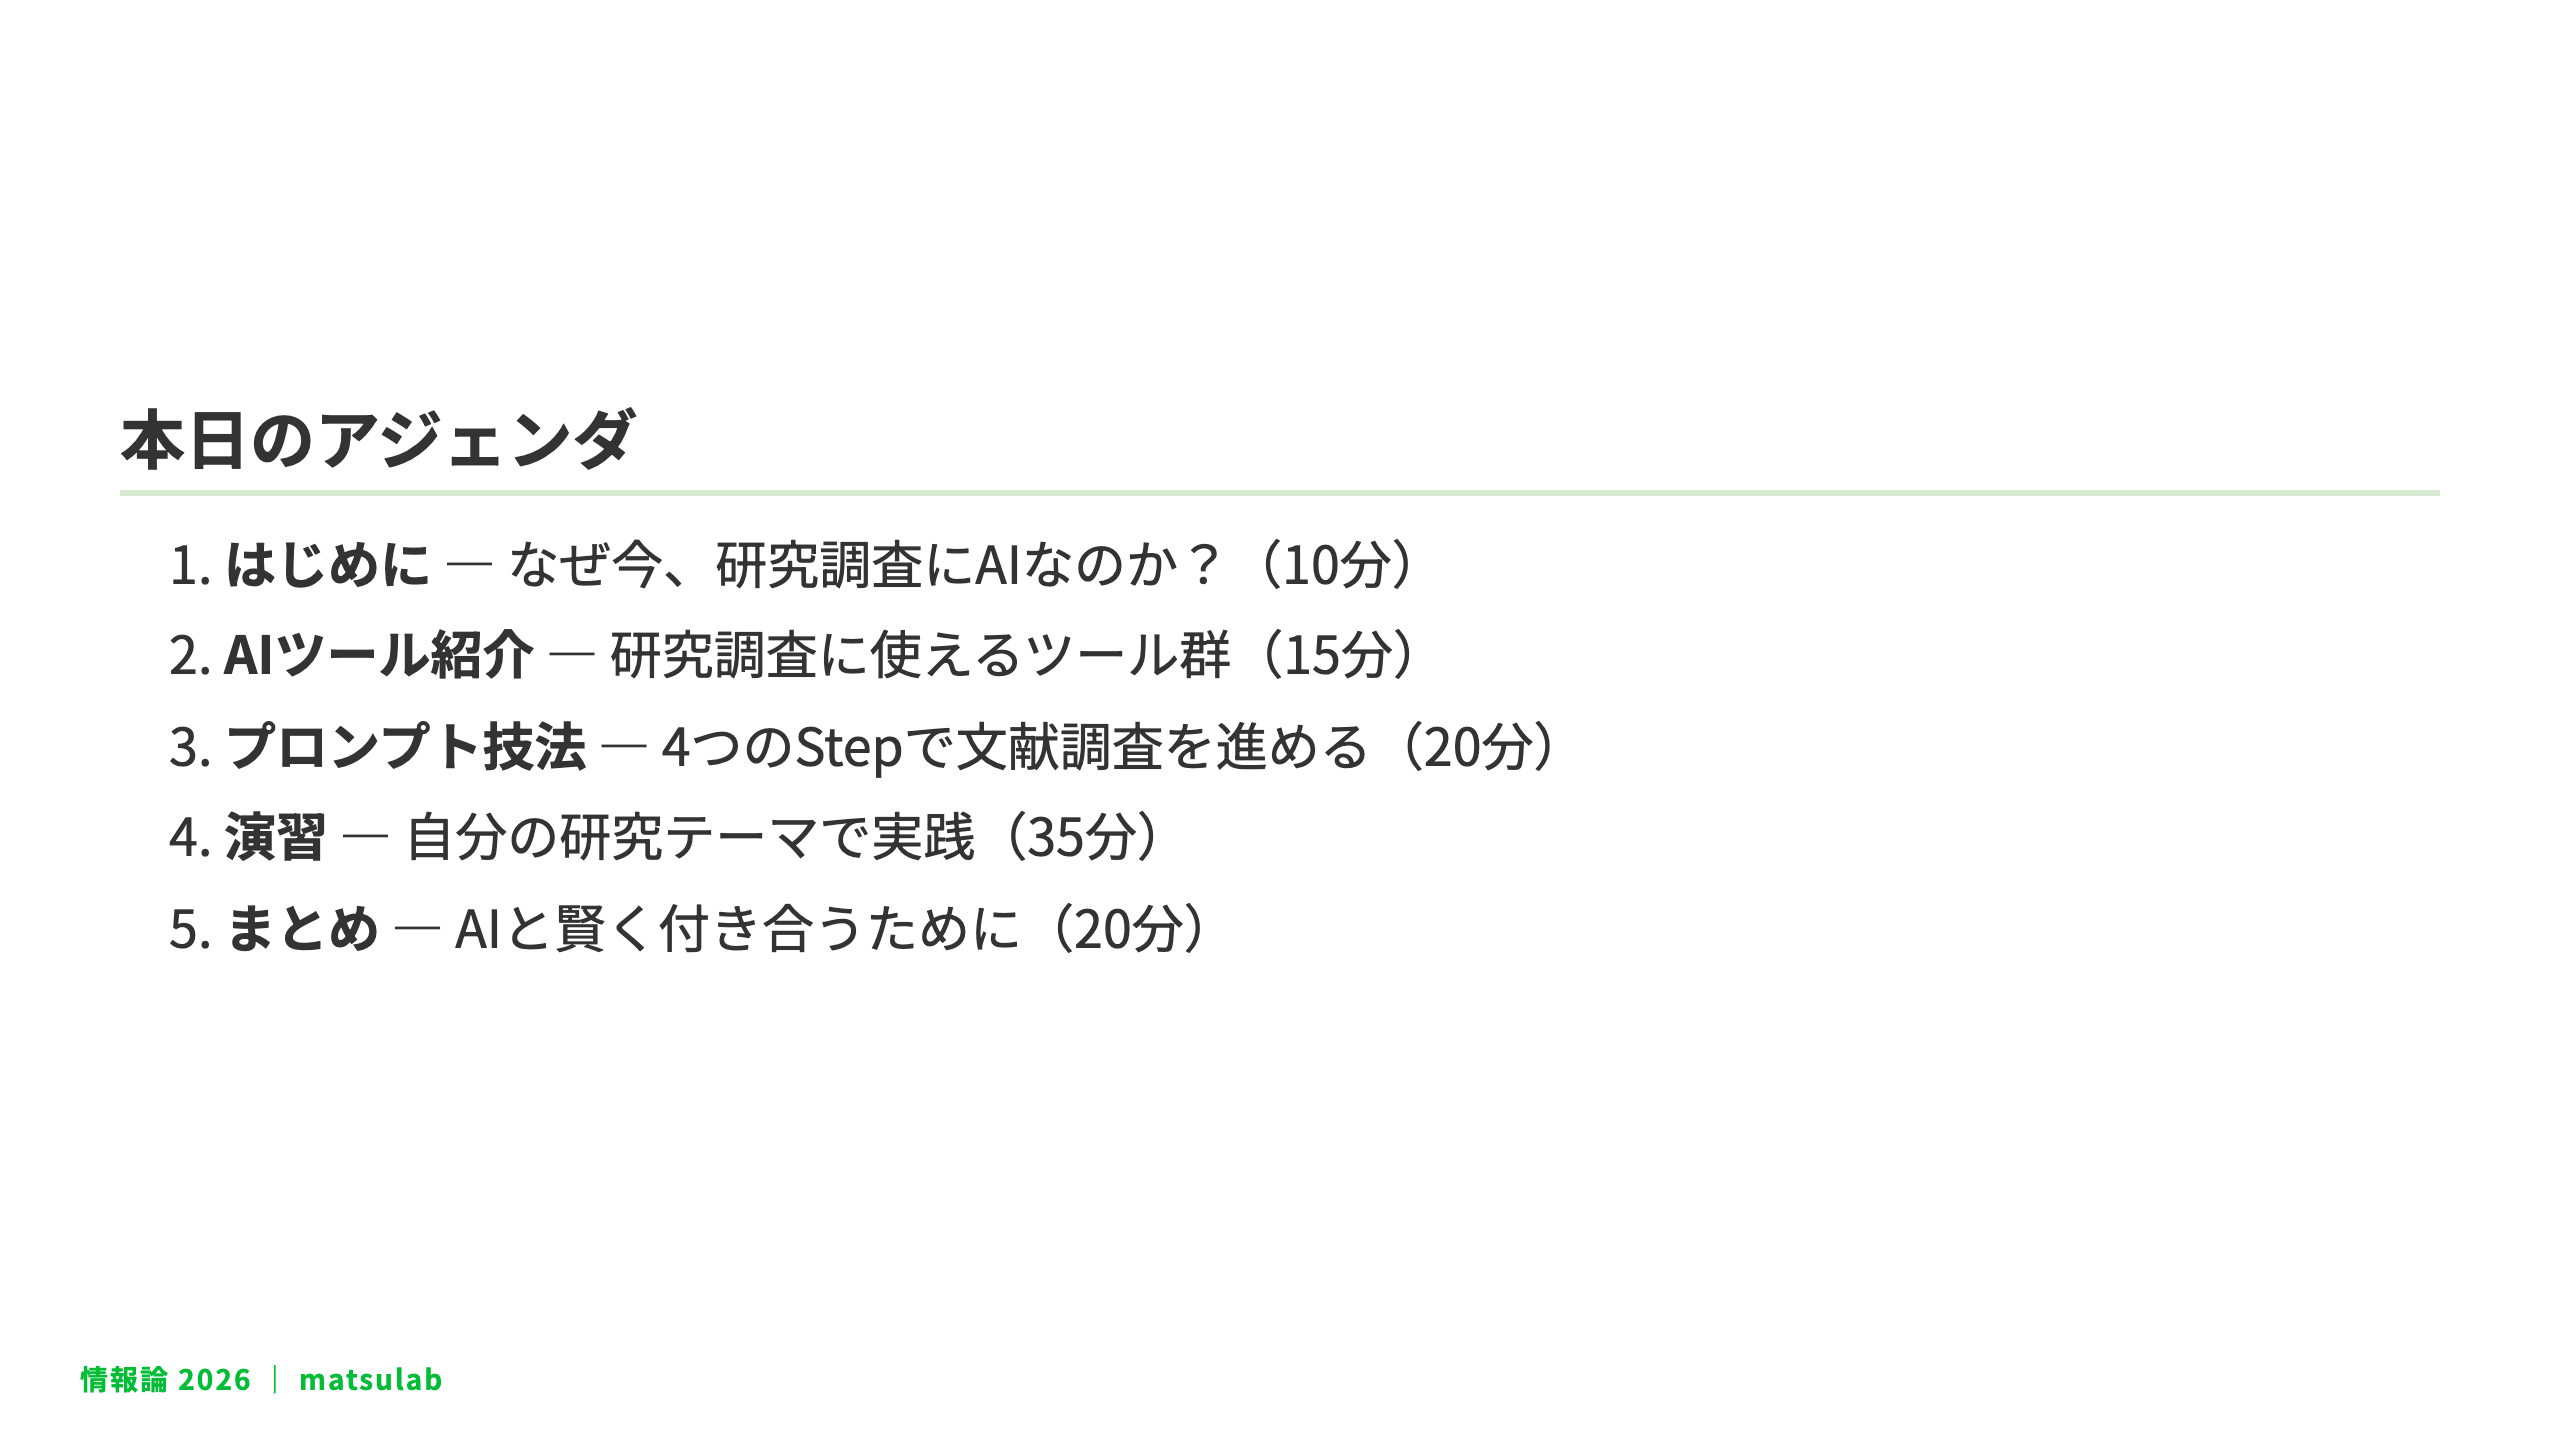 本日のアジェンダ
1. はじめに — なぜ今、研究調査にAIなのか？（10分）
2. AIツール紹介 — 研究調査に使えるツール群（15分）
3. プロンプト技法 — 4つのStepで文献調査を進める（20分）
4. 演習 — 自分の研究テーマで実践（35分）
5. まとめ — AIと賢く付き合うために（20分）
情報論 2026 ｜ matsulab